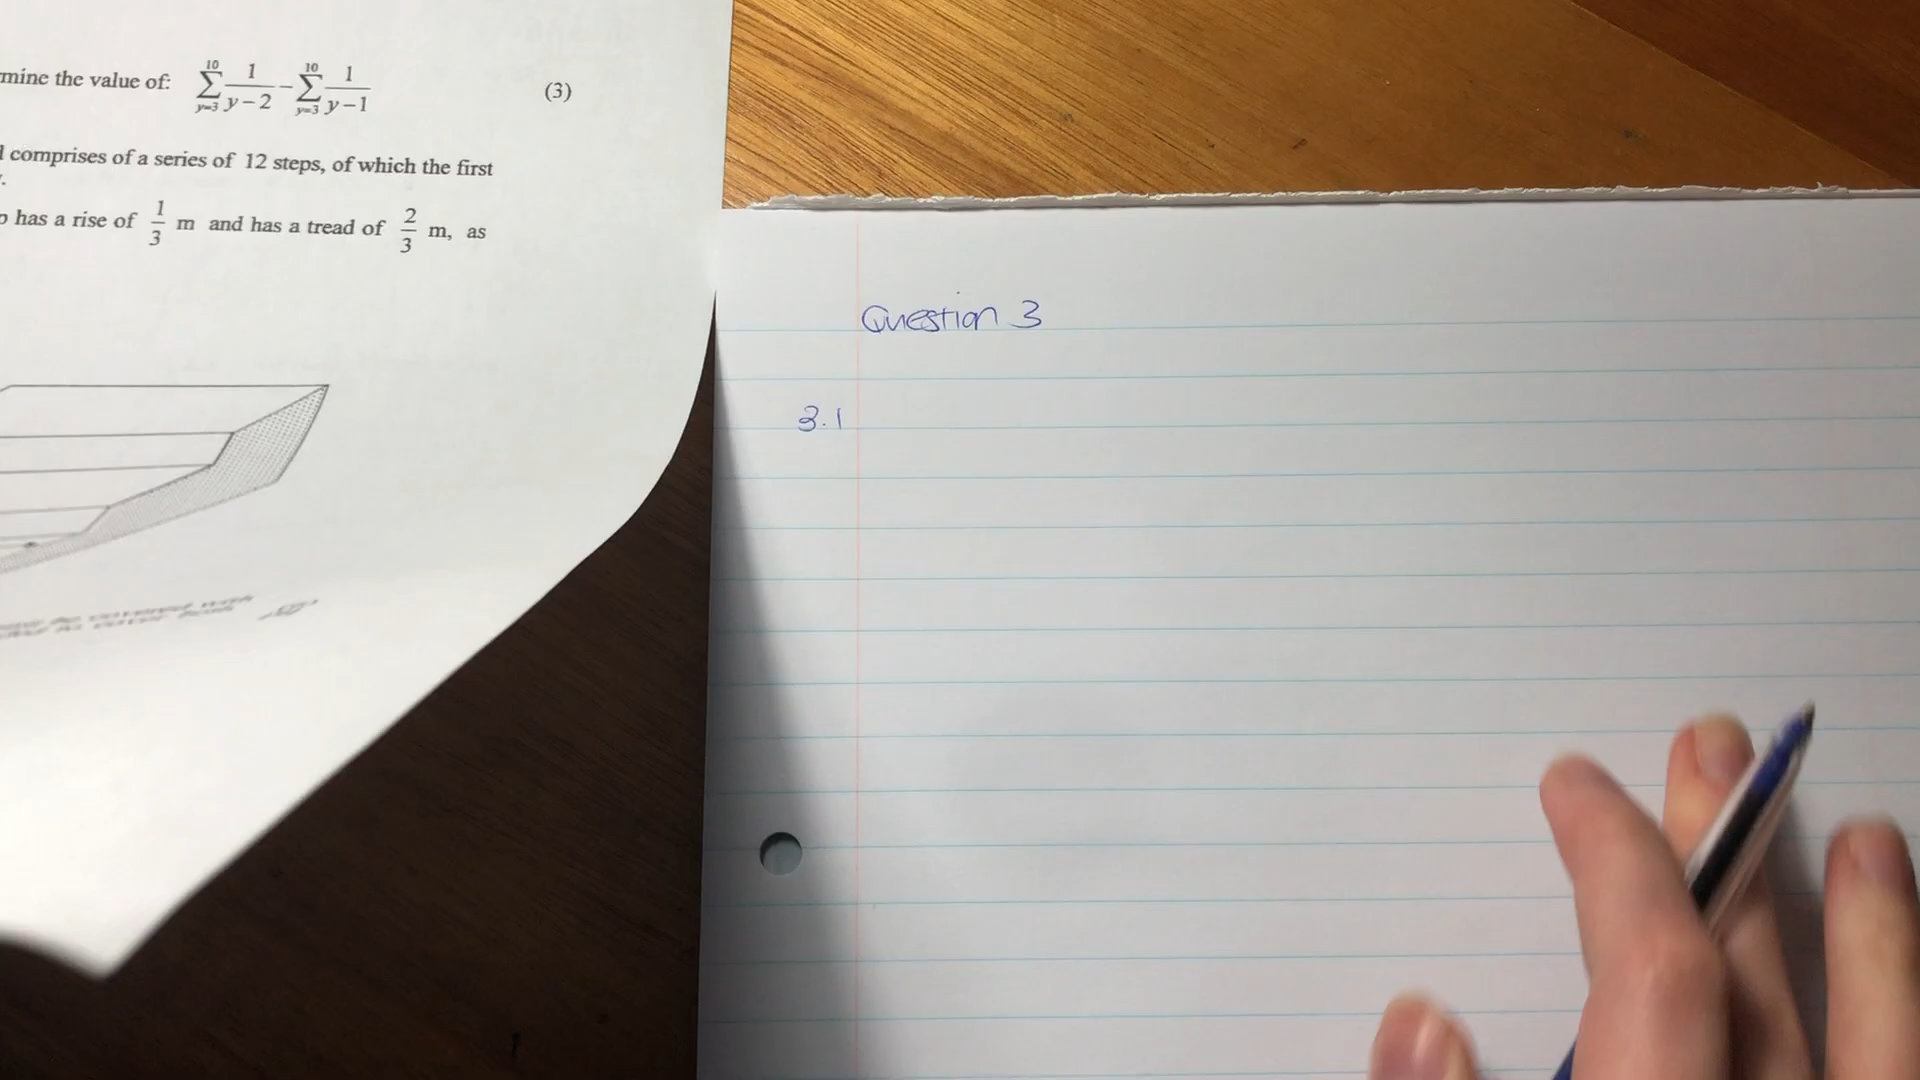 mine the value of: \sum_{y=3}^{10} \frac{1}{y-2} - \sum_{y=3}^{10} \frac{1}{y-1} (3)
comprises of a series of 12 steps, of which the first
has a rise of \frac{1}{3} m and has a tread of \frac{2}{3} m, as
Question 3
3.1